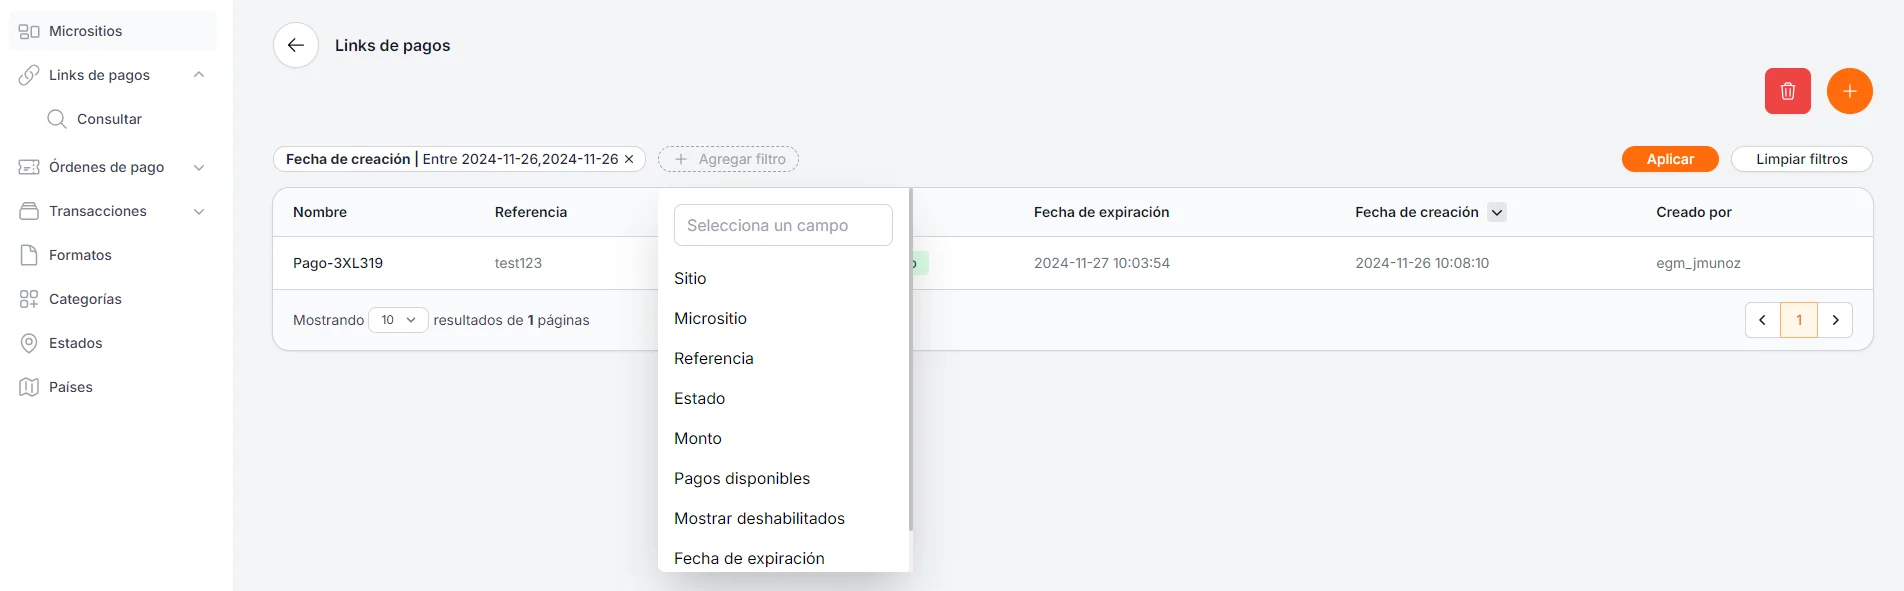 Micrositios
Links de pagos
Consultar
Órdenes de pago
Transacciones
Formatos
Categorías
Estados
Países
Links de pagos
Fecha de creación | Entre 2024-11-26,2024-11-26
Agregar filtro
Aplicar
Limpiar filtros
Nombre
Referencia
Fecha de expiración
Fecha de creación
Creado por
Pago-3XL319
test123
2024-11-27 10:03:54
2024-11-26 10:08:10
egm_jmunoz
Mostrando 10 resultados de 1 páginas
1
Selecciona un campo
Sitio
Micrositio
Referencia
Estado
Monto
Pagos disponibles
Mostrar deshabilitados
Fecha de expiración